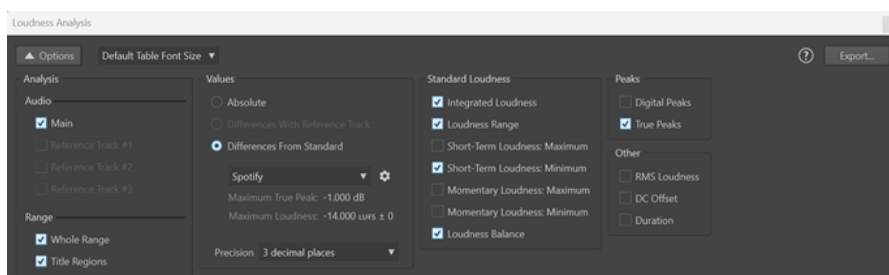 Loudness Analysis
Options
Default Table Font Size
Export...
Analysis
Audio
Main
Reference Track #1
Reference Track #2
Reference Track #3
Range
Whole Range
Title Regions
Values
Absolute
Differences With Reference Track
Differences From Standard
Spotify
Maximum True Peak: -1.000 dB
Maximum Loudness: -14.000 LUFS ± 0
Precision 3 decimal places
Standard Loudness
Integrated Loudness
Loudness Range
Short-Term Loudness: Maximum
Short-Term Loudness: Minimum
Momentary Loudness: Maximum
Momentary Loudness: Minimum
Loudness Balance
Peaks
Digital Peaks
True Peaks
Other
RMS Loudness
DC Offset
Duration